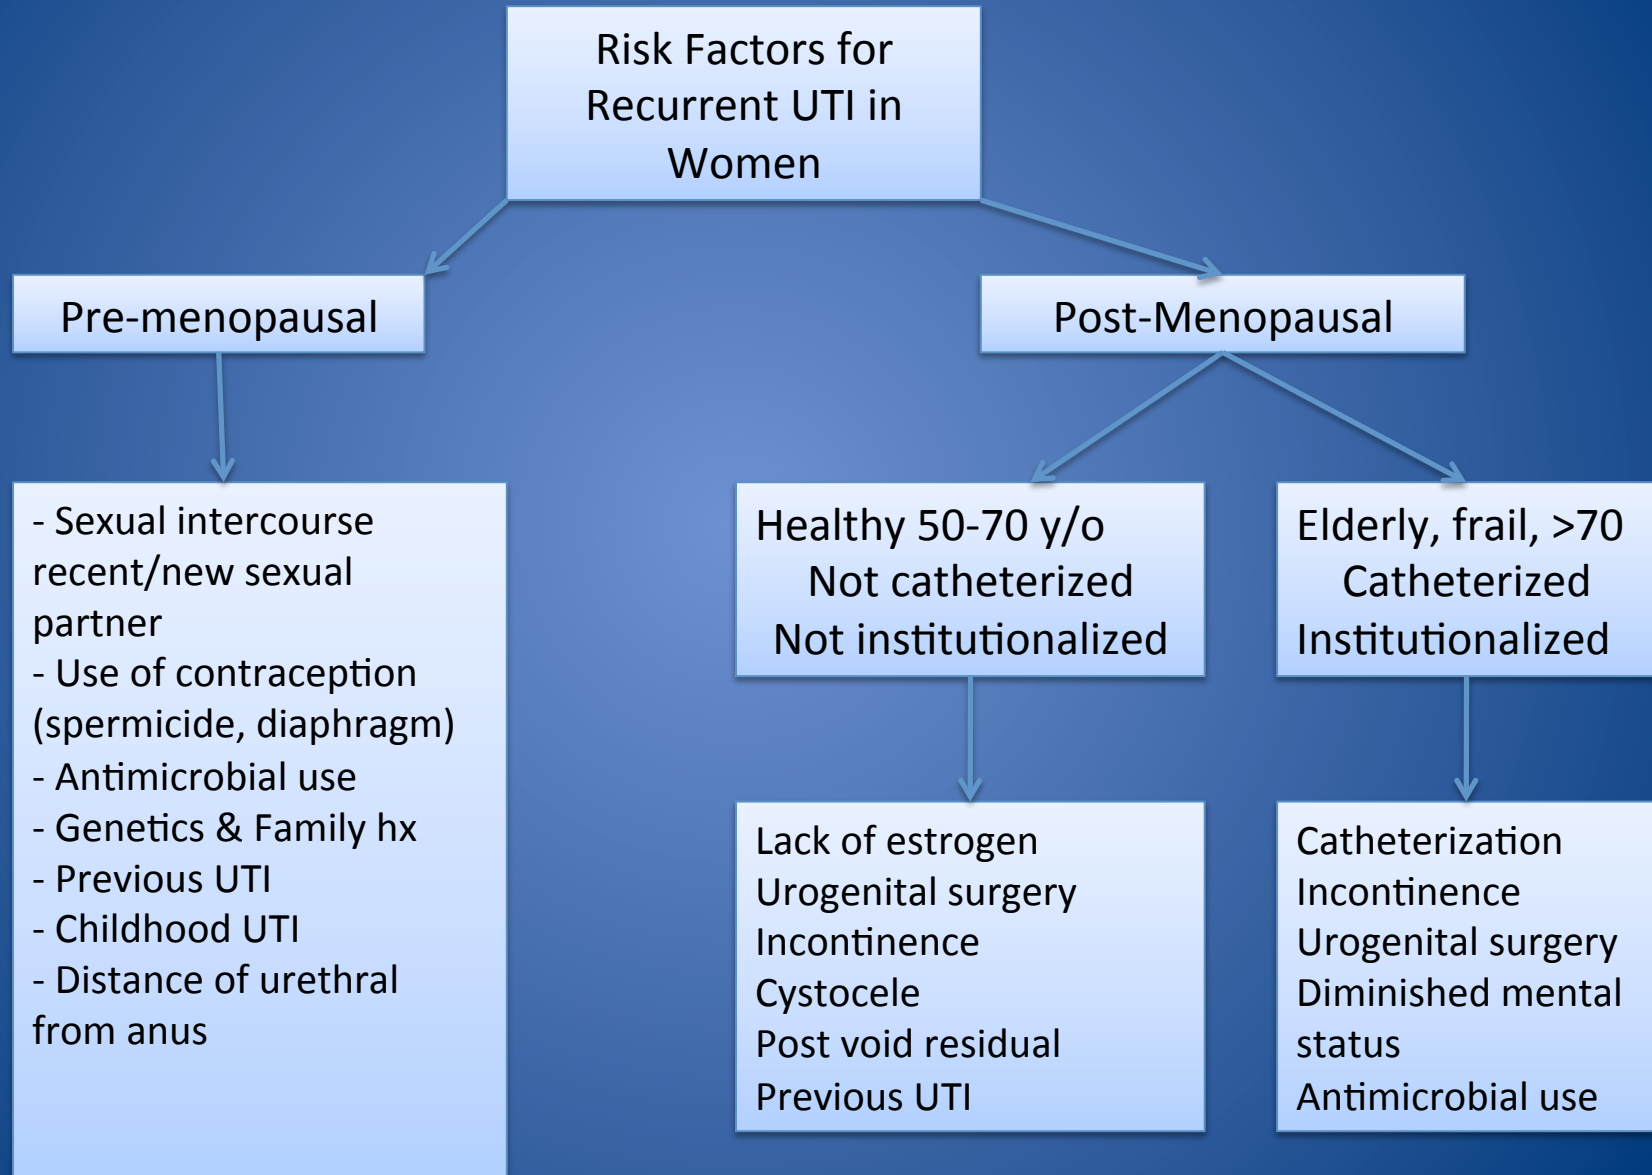 Risk Factors for
Recurrent UTI in
Women
Pre-menopausal
Post-Menopausal
- Sexual intercourse
recent/new sexual
partner
- Use of contraception
(spermicide, diaphragm)
- Antimicrobial use
- Genetics & Family hx
- Previous UTI
- Childhood UTI
- Distance of urethral
from anus
Healthy 50-70 y/o
Not catheterized
Not institutionalized
Elderly, frail, >70
Catheterized
Institutionalized
Lack of estrogen
Urogenital surgery
Incontinence
Cystocele
Post void residual
Previous UTI
Catheterization
Incontinence
Urogenital surgery
Diminished mental
status
Antimicrobial use